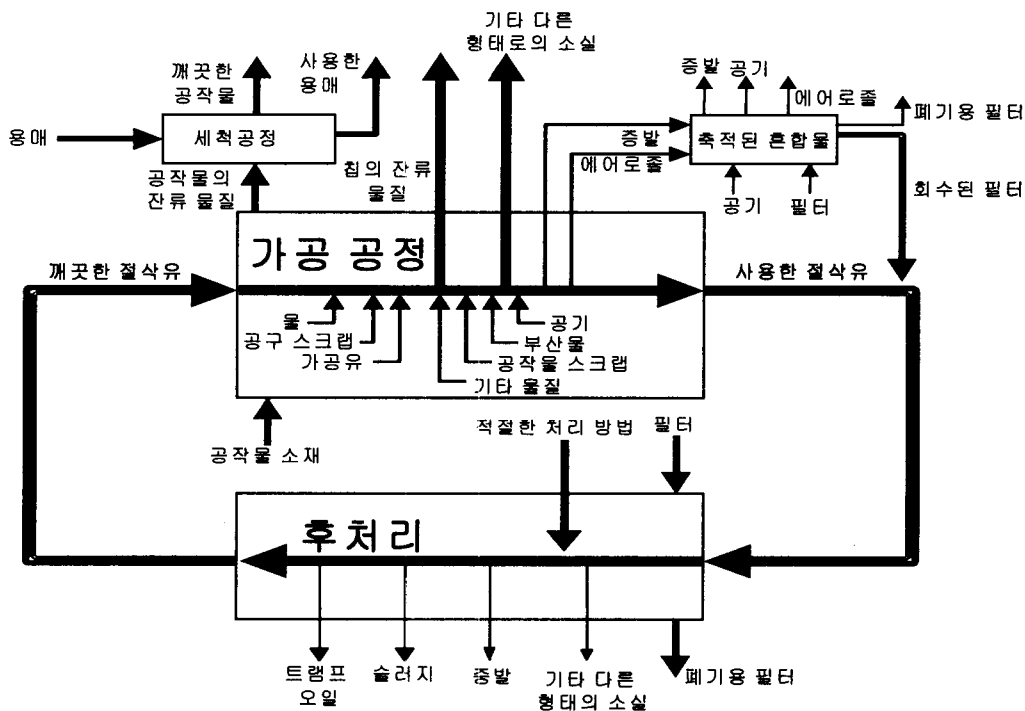 기타 다른
형태로의 소실
깨끗한
공작물
사용한
용매
증발 공기
에어로졸
폐기용 필터
용매
세척공정
축적된 혼합물
증발
에어로졸
공작물의
잔류 물질
칩의 잔류
물질
공기
필터
회수된 필터
가공 공정
깨끗한 절삭유
사용한 절삭유
물
공구 스크랩
가공유
공기
부산물
공작물 스크랩
기타 물질
공작물 소재
적절한 처리 방법
필터
후처리
트램프
오일
슬러지
증발
기타 다른
형태의 소실
폐기용 필터